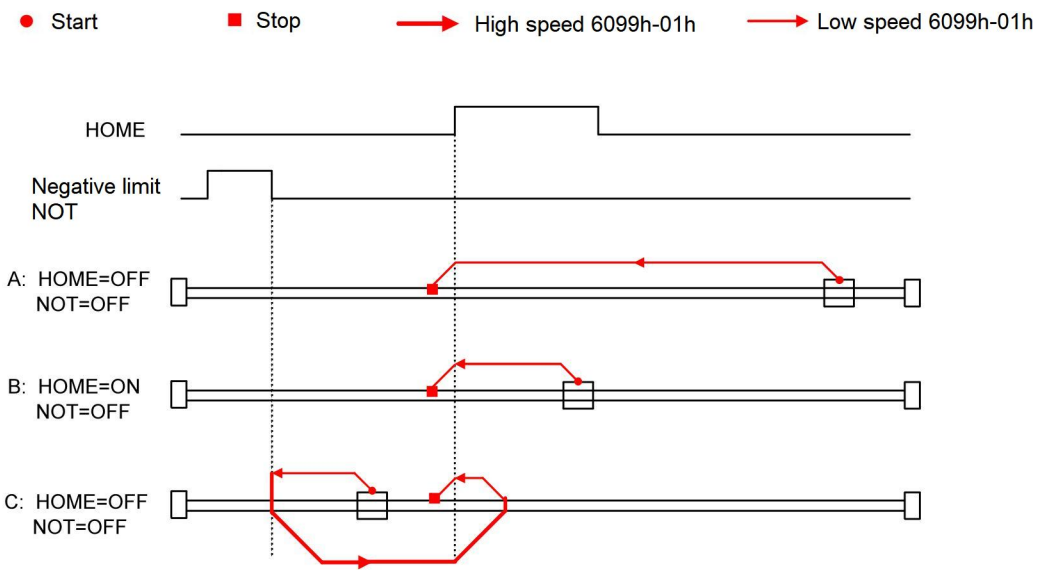 Start Stop High speed 6099h-01h Low speed 6099h-01h
HOME
Negative limit
NOT
A: HOME=OFF
NOT=OFF
B: HOME=ON
NOT=OFF
C: HOME=OFF
NOT=OFF